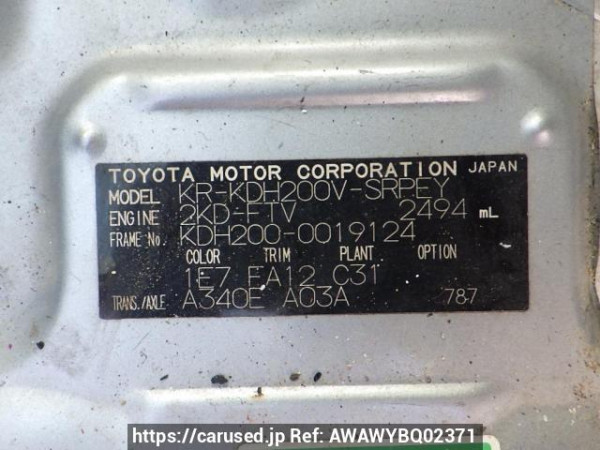 TOYOTA MOTOR CORPORATION JAPAN
MODEL KR-KDH200V-SRPEY
ENGINE 2KD-FTV 2494 mL
FRAME No. KDH200-0019124
COLOR TRIM PLANT OPTION
1E7 FA12 C31
TRANS./AXLE A340E A03A 787
https://carused.jp Ref: AWAWYBQ02371